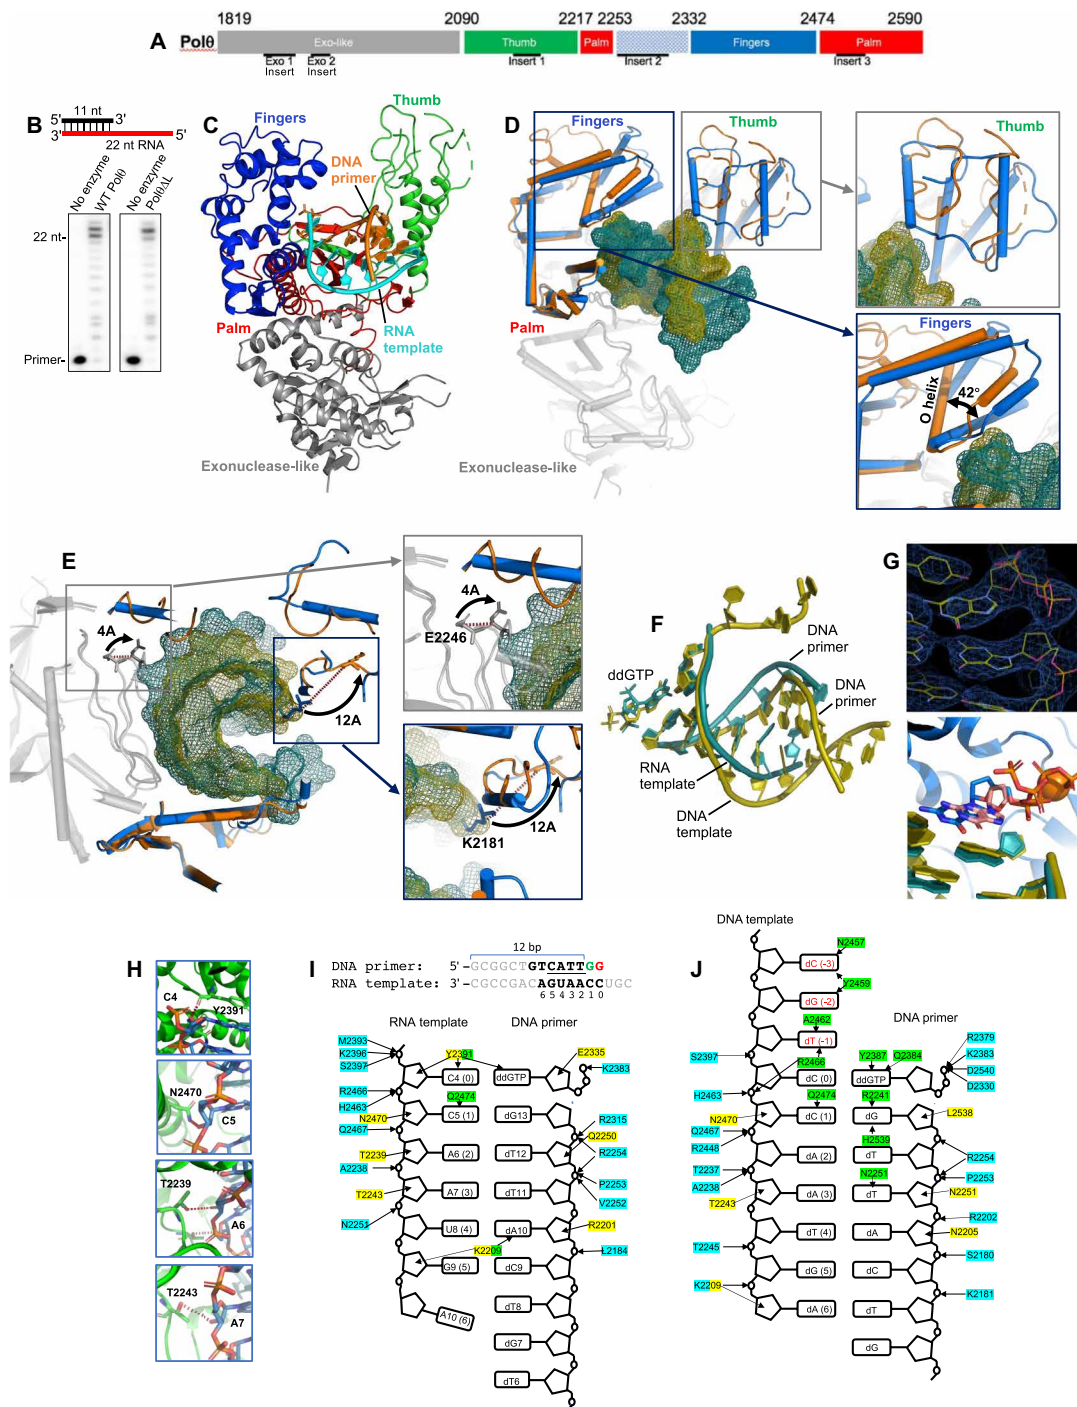 1819 2090 2217 2253 2332 2474 2590
A Polθ Exo-like Thumb Palm Fingers Palm
Exo 1 Insert Exo 2 Insert Insert 1 Insert 2 Insert 3
B
11 nt
5' 3'
3' 5'
22 nt RNA
No enzyme
WT Polθ
No enzyme
PolθΔL
22 nt
Primer
C
Fingers
Thumb
DNA primer
Palm
RNA template
Exonuclease-like
D
Fingers
Thumb
Palm
Exonuclease-like
Thumb
Fingers
O helix
42°
E
4A
12A
4A
E2246
12A
K2181
F
ddGTP
DNA primer
DNA primer
RNA template
DNA template
G
H
C4
Y2391
N2470
C5
T2239
A6
T2243
A7
I
12 bp
DNA primer: 5'-GCGGCTGTCATTGG
RNA template: 3'-CGCCGACAGUAACCUGC
6 5 4 3 2 1 0
RNA template DNA primer
M2393
K2396
S2397
R2466
H2463
N2470
Q2467
T2239
A2238
T2243
N2251
Y2391
Q2474
K2209
C4 (0)
C5 (1)
A6 (2)
A7 (3)
U8 (4)
G9 (5)
A10 (6)
ddGTP
dG13
dT12
dT11
dA10
dC9
dT8
dG7
dT6
E2335
K2383
R2315
Q2250
R2254
P2253
V2252
R2201
L2184
J
DNA template
DNA primer
N2457
dC (-3)
Y2459
dG (-2)
A2462
dT (-1)
S2397
R2466
dC (0)
H2463
Q2474
N2470
dC (1)
Q2467
R2448
dA (2)
T2237
A2238
T2243
dA (3)
dT (4)
T2245
dG (5)
K2209
dA (6)
Y2387
Q2384
ddGTP
R2241
dG
H2539
dT
N2251
dT
dA
dC
dT
dG
R2379
K2383
D2540
D2330
L2538
R2254
P2253
N2251
R2202
N2205
S2180
K2181